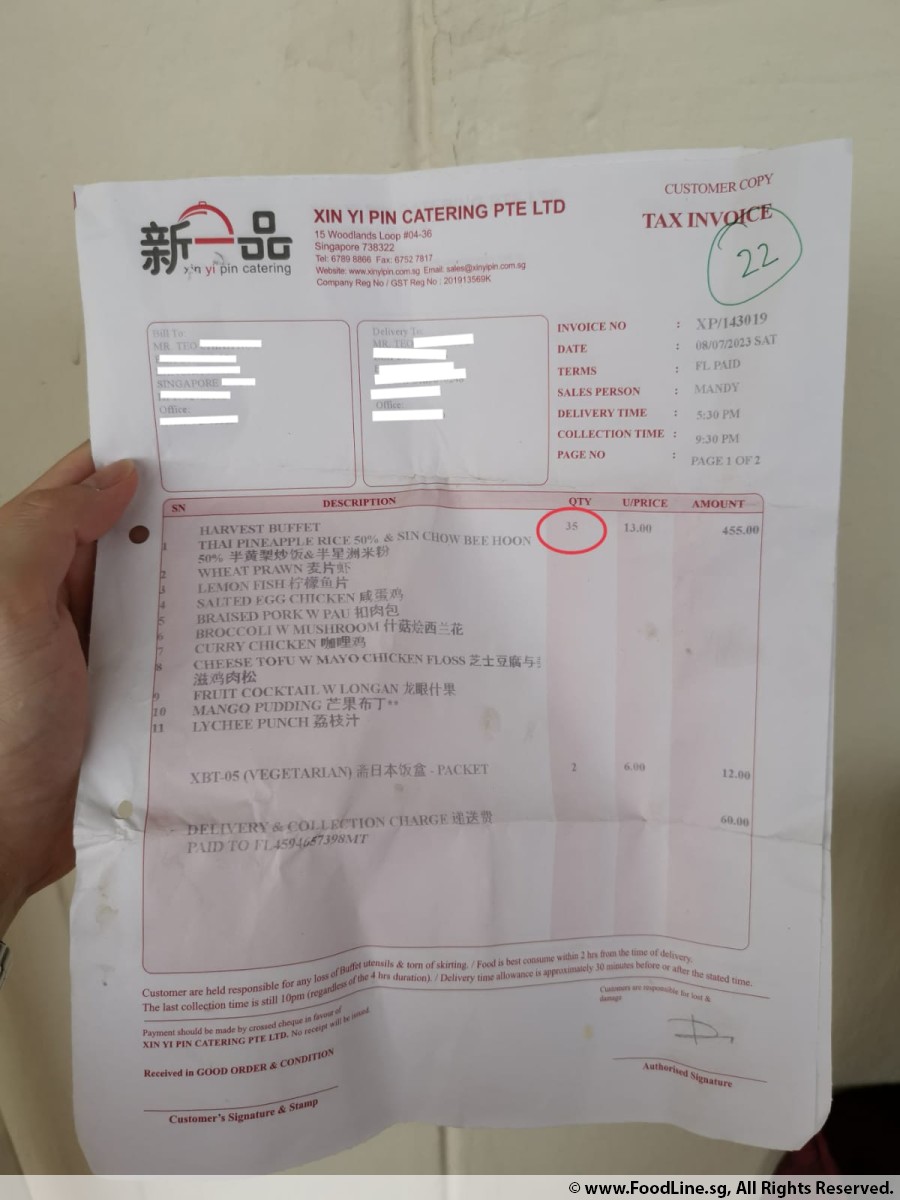 CUSTOMER COPY
TAX INVOICE
22
新一品
xin yi pin catering
XIN YI PIN CATERING PTE LTD
15 Woodlands Loop #04-36
Singapore 738322
Tel: 6789 8866 Fax: 6752 7817
Website: www.xinyipin.com.sg Email: sales@xinyipin.com.sg
Company Reg No / GST Reg No : 201913569K
Bill To:
MR. TEO
SINGAPORE
Office:
Delivery To:
MR. TEO
Office:
INVOICE NO : XP/143019
DATE : 08/07/2023 SAT
TERMS : FL PAID
SALES PERSON : MANDY
DELIVERY TIME : 5:30 PM
COLLECTION TIME : 9:30 PM
PAGE NO : PAGE 1 OF 2
SN DESCRIPTION QTY U/PRICE AMOUNT
HARVEST BUFFET 35 13.00 455.00
1 THAI PINEAPPLE RICE 50% & SIN CHOW BEE HOON
50% 半黄梨炒饭&半星洲米粉
2 WHEAT PRAWN 麦片虾
3 LEMON FISH 柠檬鱼片
4 SALTED EGG CHICKEN 咸蛋鸡
5 BRAISED PORK W PAU 扣肉包
6 BROCCOLI W MUSHROOM 什菇烩西兰花
7 CURRY CHICKEN 咖哩鸡
8 CHEESE TOFU W MAYO CHICKEN FLOSS 芝士豆腐与
滋鸡肉松
9 FRUIT COCKTAIL W LONGAN 龙眼什果
10 MANGO PUDDING 芒果布丁**
11 LYCHEE PUNCH 荔枝汁
XBT-05 (VEGETARIAN) 斋日本饭盒 - PACKET 2 6.00 12.00
- DELIVERY & COLLECTION CHARGE 递送费 60.00
PAID TO FL4594657398MT
Customer are held responsible for any loss of Buffet utensils & torn of skirting. / Food is best consume within 2 hrs from the time of delivery.
The last collection time is still 10pm (regardless of the 4 hrs duration). / Delivery time allowance is approximately 30 minutes before or after the stated time.
Payment should be made by crossed cheque in favour of
XIN YI PIN CATERING PTE LTD. No receipt will be issued.
Received in GOOD ORDER & CONDITION
Customer's Signature & Stamp
Customers are responsible for lost &
damage
Authorised Signature
© www.FoodLine.sg, All Rights Reserved.